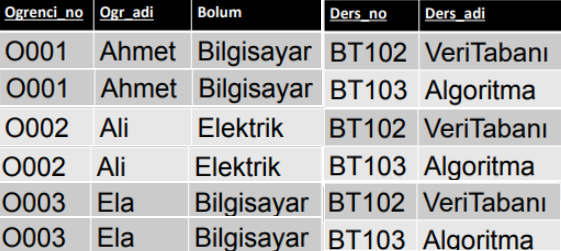 Ogrenci_no Ogr_adi Bolum Ders_no Ders_adi
O001 Ahmet Bilgisayar BT102 VeriTabanı
O001 Ahmet Bilgisayar BT103 Algoritma
O002 Ali Elektrik BT102 VeriTabanı
O002 Ali Elektrik BT103 Algoritma
O003 Ela Bilgisayar BT102 VeriTabanı
O003 Ela Bilgisayar BT103 Algoritma